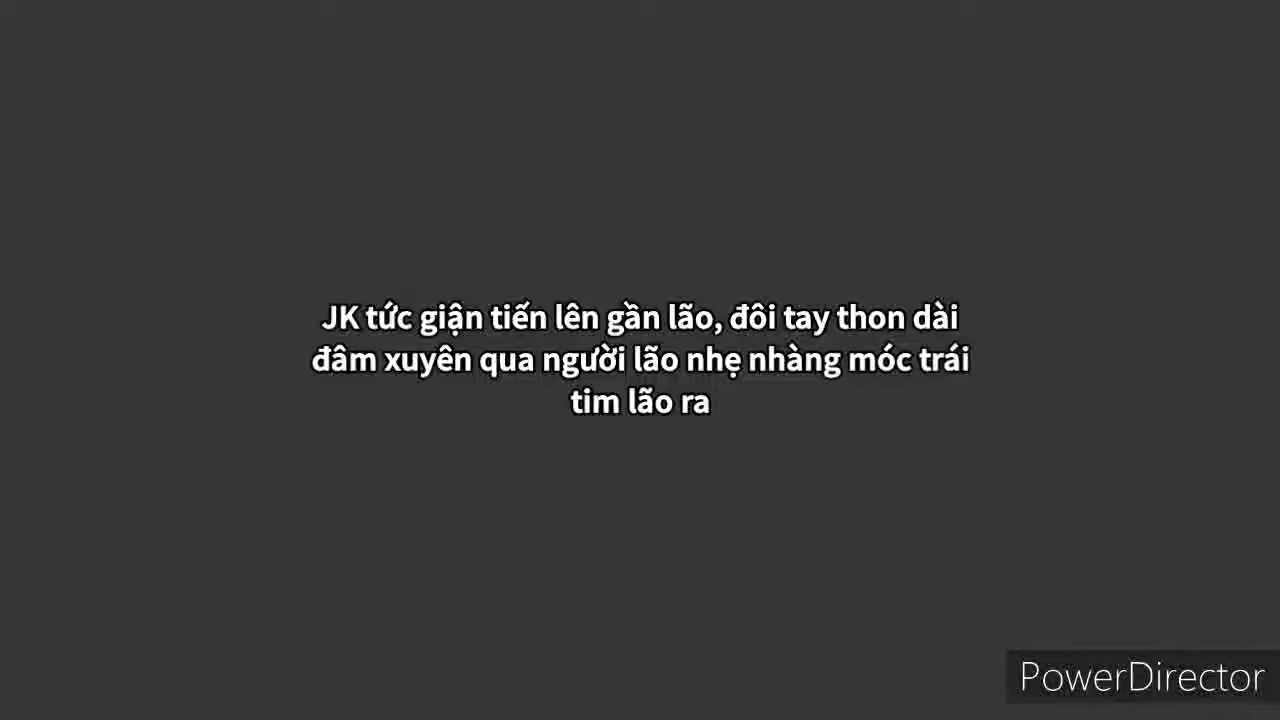 JK tức giận tiến lên gần lão, đôi tay thon dài
đâm xuyên qua người lão nhẹ nhàng móc trái
tim lão ra
PowerDirector